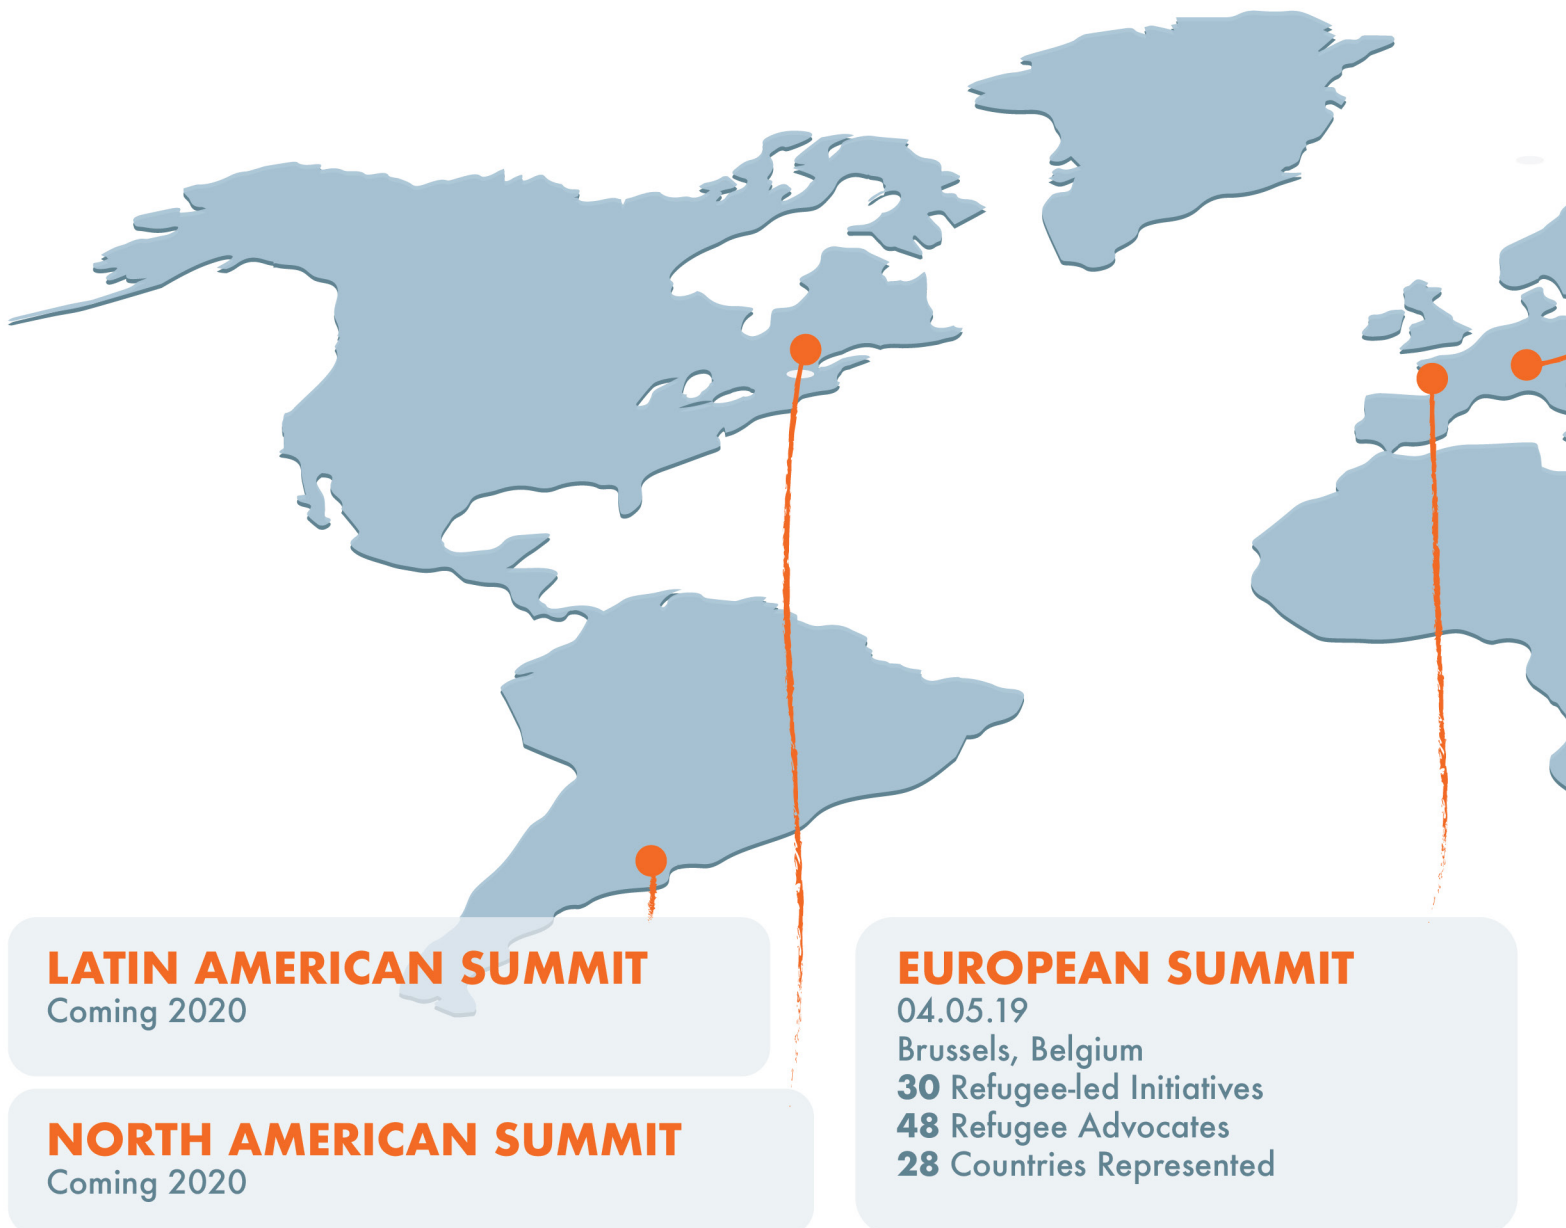 LATIN AMERICAN SUMMIT
Coming 2020
NORTH AMERICAN SUMMIT
Coming 2020
EUROPEAN SUMMIT
04.05.19
Brussels, Belgium
30 Refugee-led Initiatives
48 Refugee Advocates
28 Countries Represented